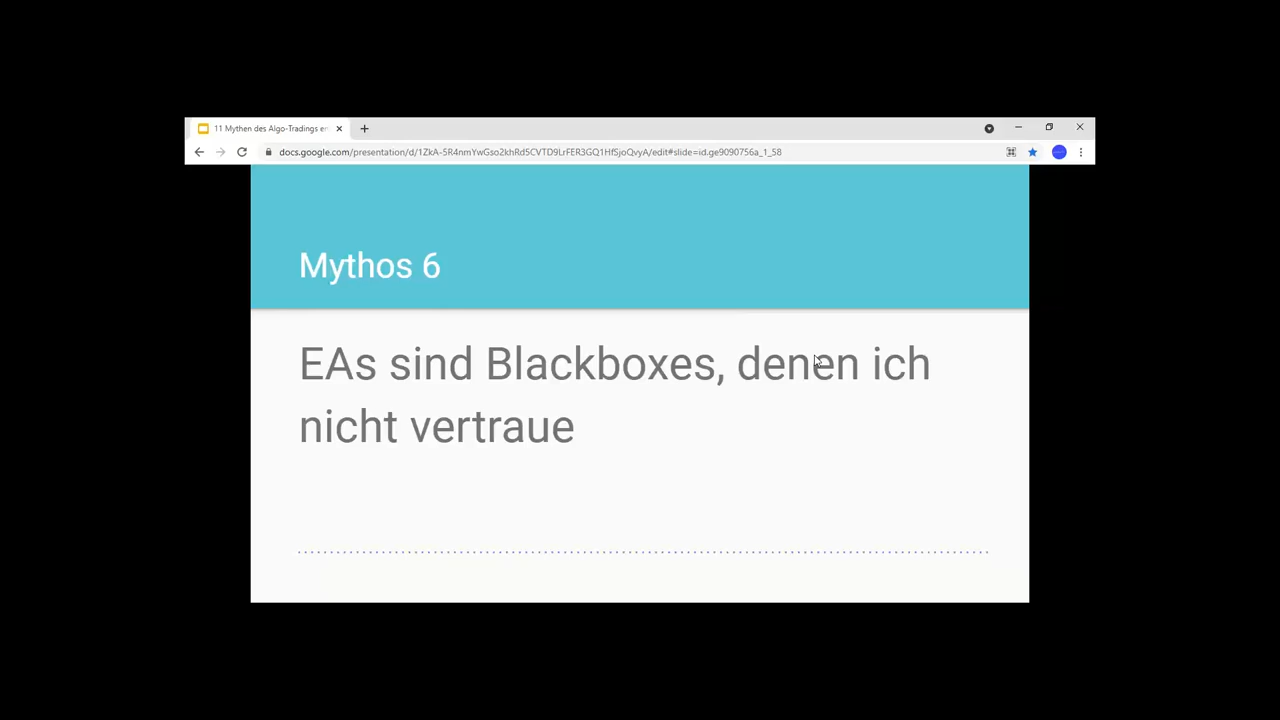 11 Mythen des Algo-Tradings en
docs.google.com/presentation/d/1ZkA-5R4nmYwGso2khRd5CVTD9LrFER3GQ1HfSjoQvyA/edit#slide=id.ge9090756a_1_58
Mythos 6
EAs sind Blackboxes, denen ich
nicht vertraue